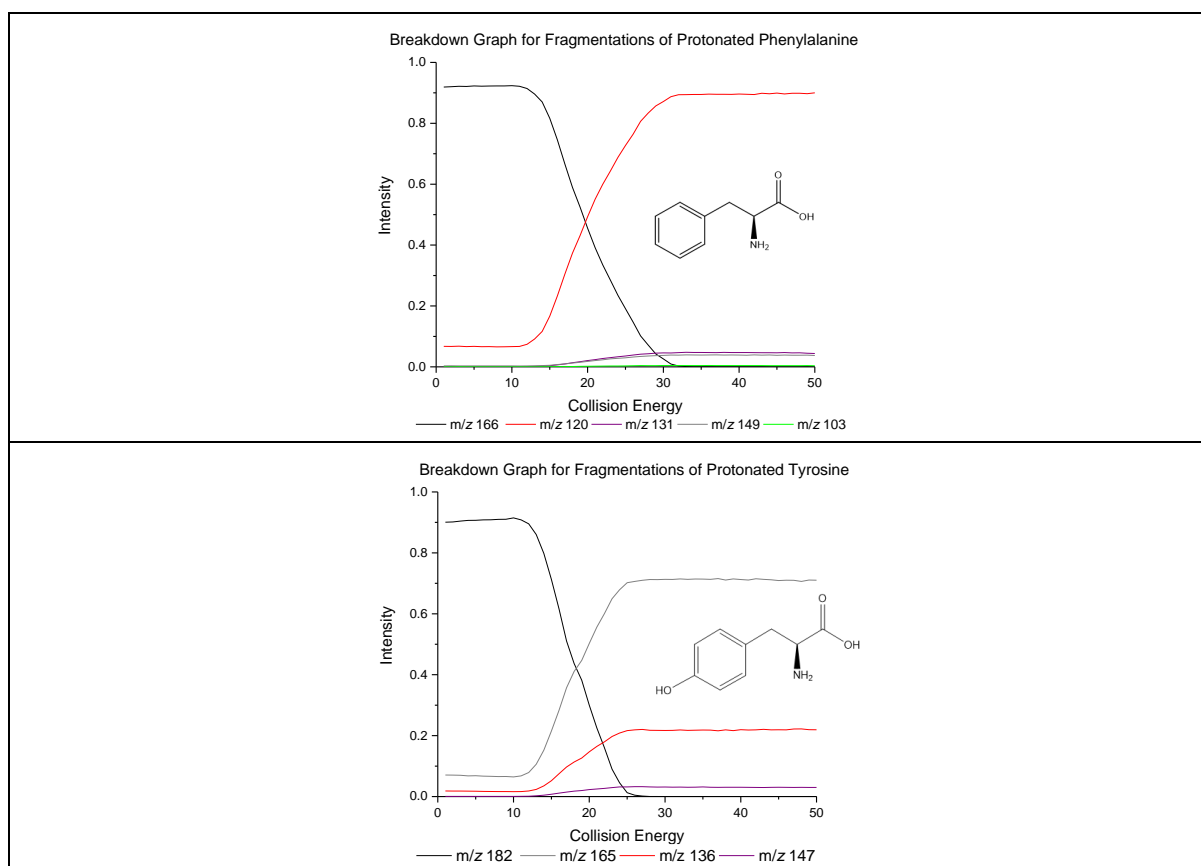 Breakdown Graph for Fragmentations of Protonated Phenylalanine
1.0
0.8
0.6
0.4
0.2
0.0
Intensity
O
OH
NH2
0 10 20 30 40 50
Collision Energy
m/z 166 m/z 120 m/z 131 m/z 149 m/z 103
Breakdown Graph for Fragmentations of Protonated Tyrosine
1.0
0.8
0.6
0.4
0.2
0.0
Intensity
O
OH
NH2
HO
0 10 20 30 40 50
Collision Energy
m/z 182 m/z 165 m/z 136 m/z 147